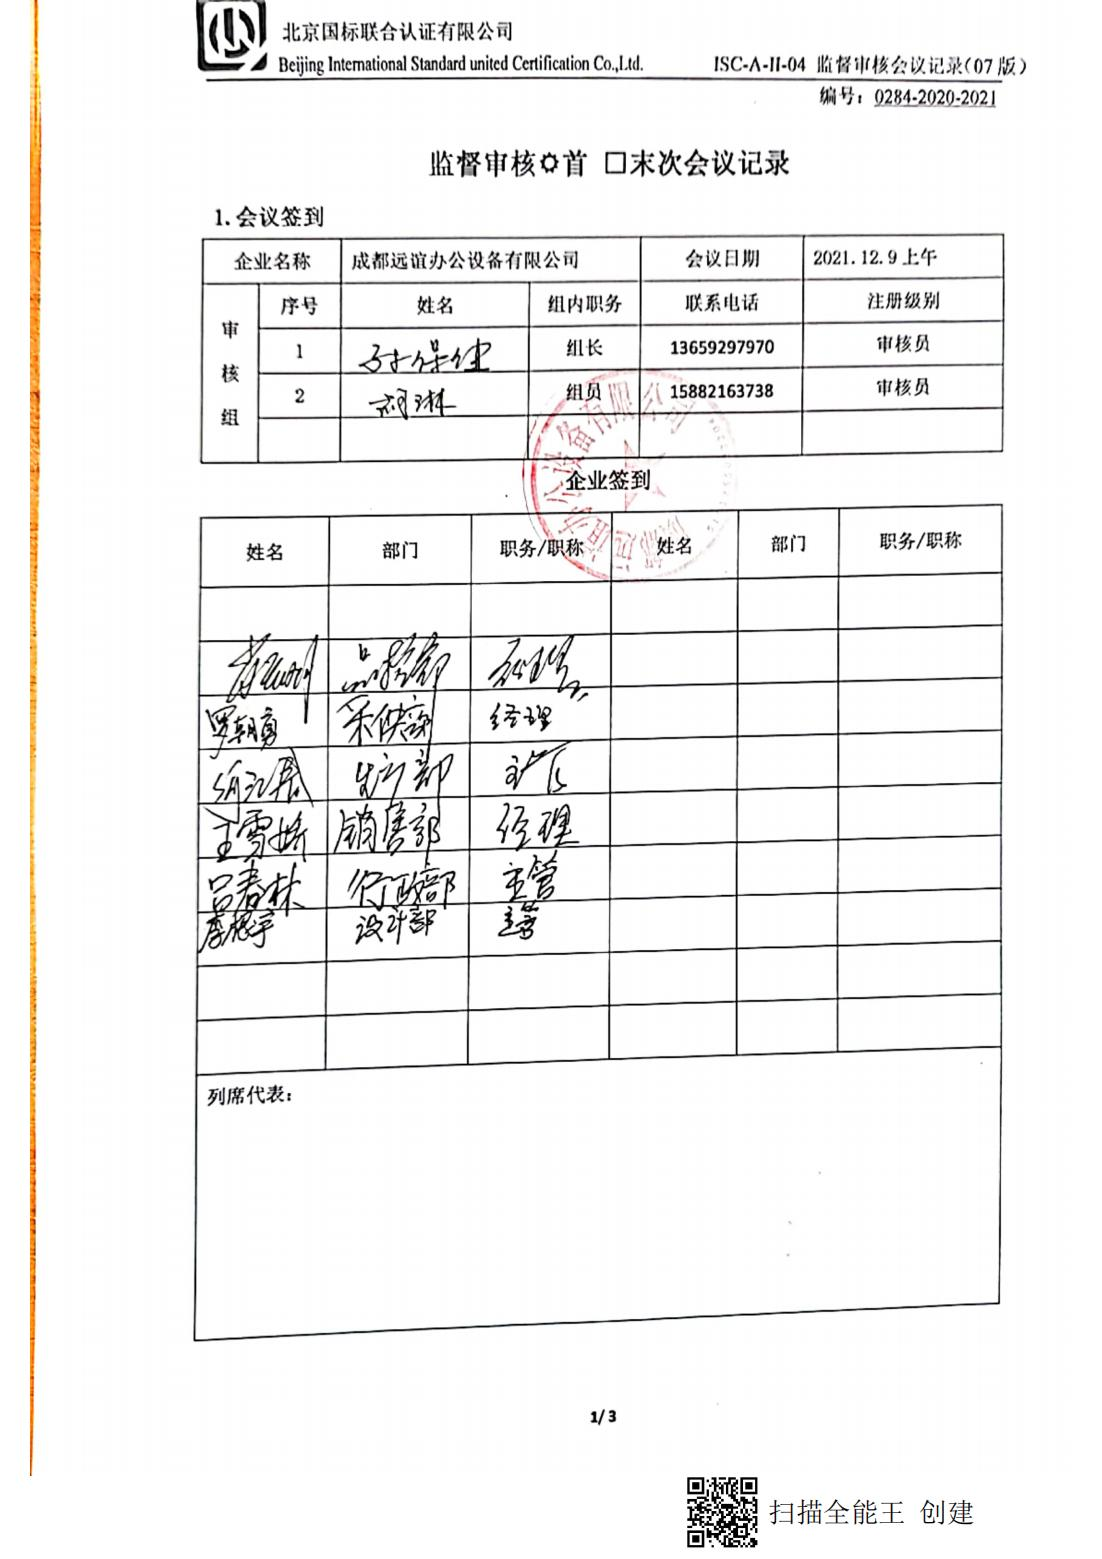 北京国标联合认证有限公司
Beijing International Standard united Certification Co.,Ltd.
ISC-A-II-04 监督审核会议记录(07版)
编号: 0284-2020-2021
监督审核✿首 □末次会议记录
1.会议签到
企业名称 成都远谊办公设备有限公司 会议日期 2021.12.9上午
审核组 序号 姓名 组内职务 联系电话 注册级别
1 组长 13659297970 审核员
2 组员 15882163738 审核员
企业签到
姓名 部门 职务/职称 姓名 部门 职务/职称
品控部 经理
罗朝勇 采供部 经理
生产部
王雪娇 销售部 经理
吕春林 行政部 主管
设计部 主管
列席代表:
1/3
扫描全能王 创建